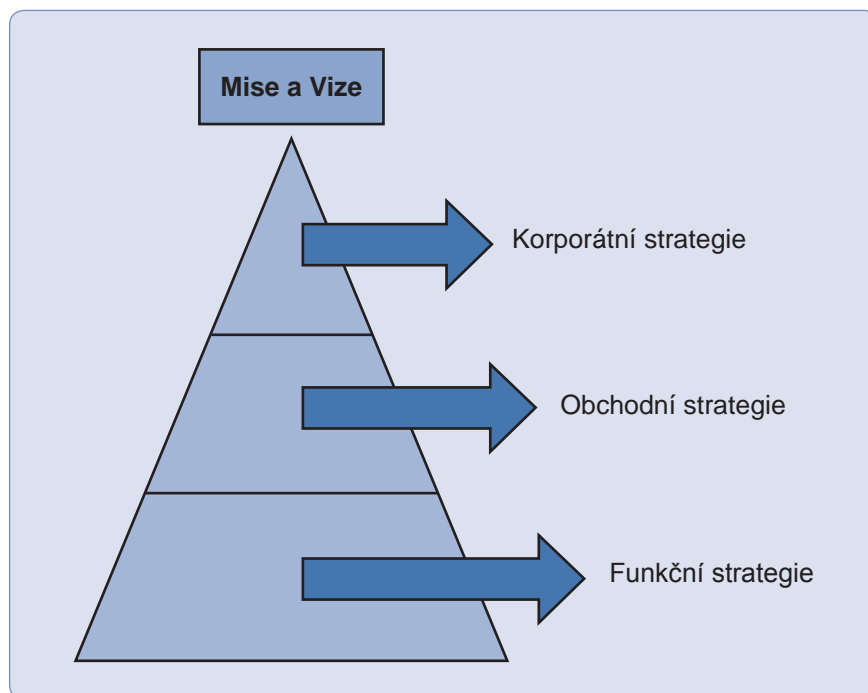 Mise a Vize
Korporátní strategie
Obchodní strategie
Funkční strategie